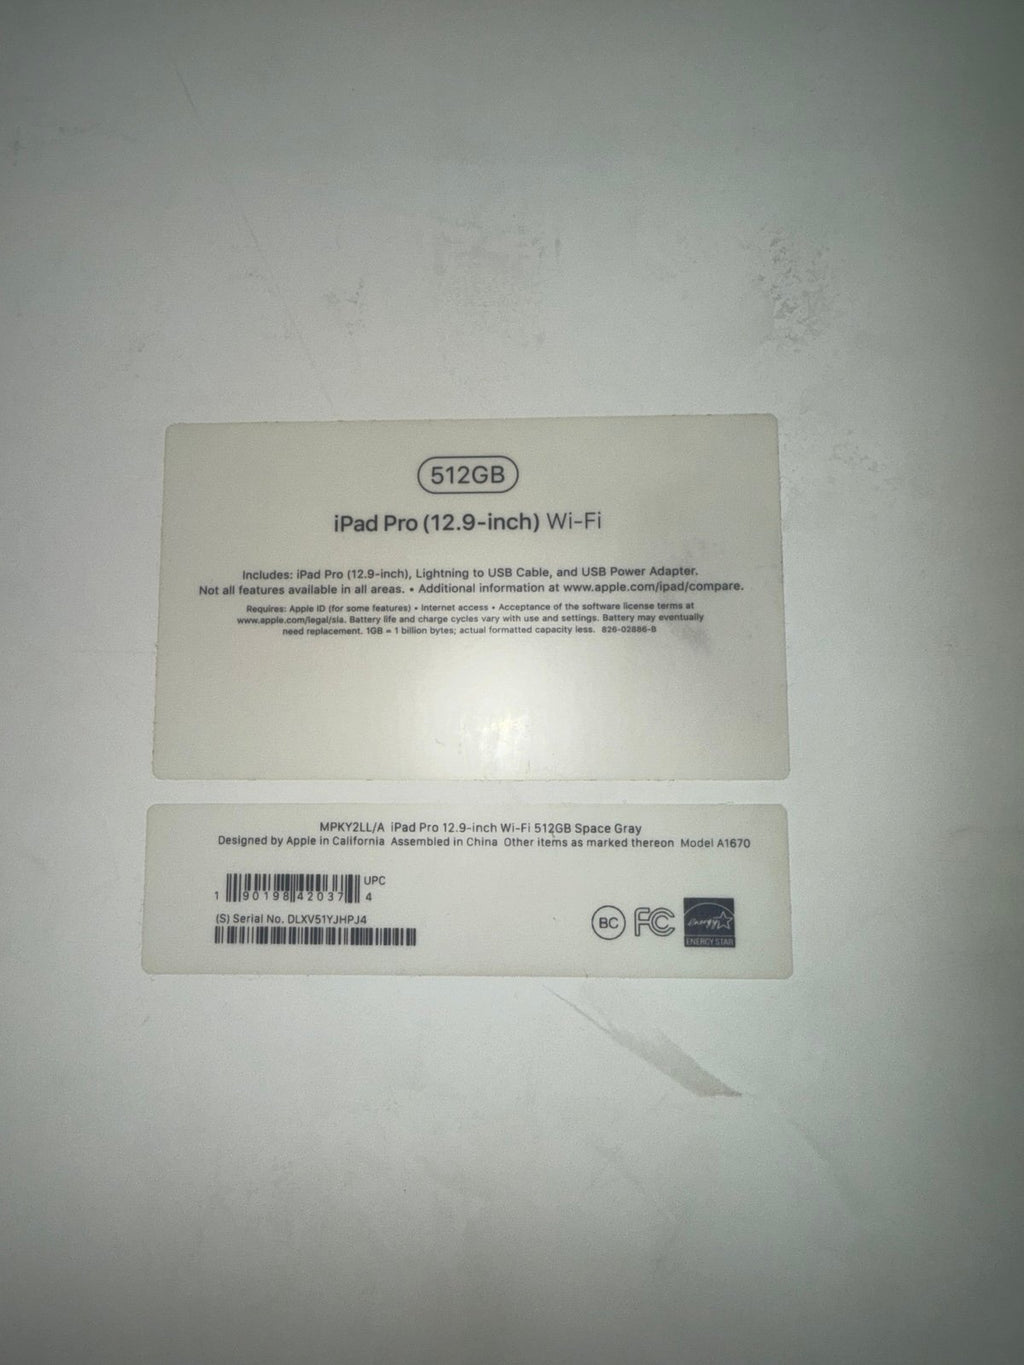 512GB
iPad Pro (12.9-inch) Wi-Fi
Includes: iPad Pro (12.9-inch), Lightning to USB Cable, and USB Power Adapter.
Not all features available in all areas. • Additional information at www.apple.com/ipad/compare.
Requires: Apple ID (for some features) • Internet access • Acceptance of the software license terms at
www.apple.com/legal/sla. Battery life and charge cycles vary with use and settings. Battery may eventually
need replacement. 1GB = 1 billion bytes; actual formatted capacity less. 826-02886-B
MPKY2LL/A iPad Pro 12.9-inch Wi-Fi 512GB Space Gray
Designed by Apple in California Assembled in China Other items as marked thereon Model A1670
UPC
1 90198 42037 4
(S) Serial No. DLXV51YJHPJ4
BC FC energy
ENERGY STAR